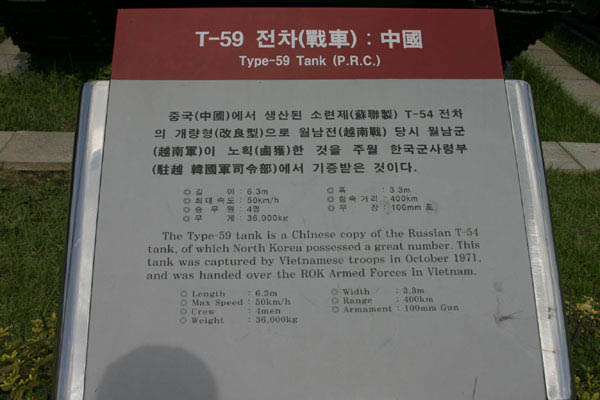 T-59 전차(戰車) : 中國
Type-59 Tank (P.R.C.)
중국(中國)에서 생산된 소련제(蘇聯製) T-54 전차
의 개량형(改良型)으로 월남전(越南戰) 당시 월남군
(越南軍)이 노획(鹵獲)한 것을 주월 한국군사령부
(駐越 韓國軍司令部)에서 기증받은 것이다.
◎ 길 이 : 6.3m ◎ 폭 : 3.3m
◎ 최대 속도 : 50km/h ◎ 항속 거리 : 400km
◎ 승 무 원 : 4명 ◎ 무 장 : 100mm 포
◎ 무 게 : 36,000kg
The Type-59 tank is a Chinese copy of the Russian T-54
tank, of which North Korea possessed a great number. This
tank was captured by Vietnamese troops in October 1971,
and was handed over the ROK Armed Forces in Vietnam.
◎ Length : 6.3m ◎ Width : 3.3m
◎ Max Speed : 50km/h ◎ Range : 400km
◎ Crew : 4men ◎ Armament : 100mm Gun
◎ Weight : 36,000kg